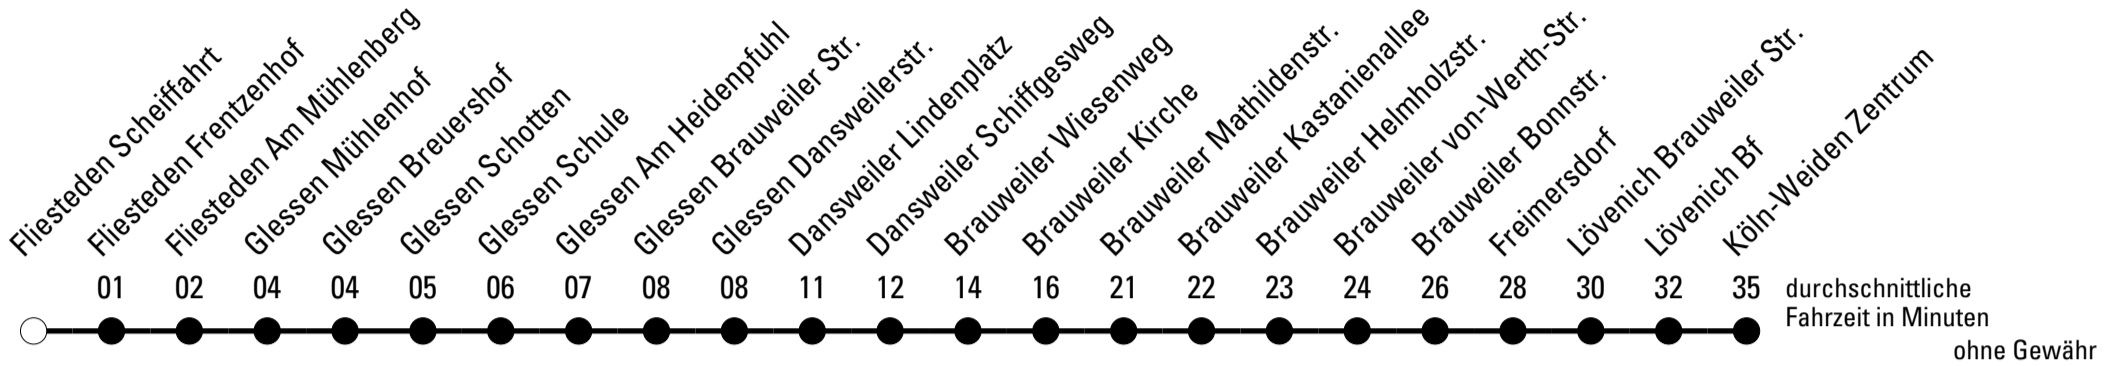 Fliesteden Scheiffahrt
Fliesteden Frentzenhof
Fliesteden Am Mühlenberg
Glessen Mühlenhof
Glessen Breuershof
Glessen Schotten
Glessen Schule
Glessen Am Heidenpfuhl
Glessen Brauweiler Str.
Glessen Dansweilerstr.
Dansweiler Lindenplatz
Dansweiler Schiffgesweg
Brauweiler Wiesenweg
Brauweiler Kirche
Brauweiler Mathildenstr.
Brauweiler Kastanienallee
Brauweiler Helmholzstr.
Brauweiler von-Werth-Str.
Brauweiler Bonnstr.
Freimersdorf
Lövenich Brauweiler Str.
Lövenich Bf
Köln-Weiden Zentrum
01 02 04 04 05 06 07 08 08 11 12 14 16 21 22 23 24 26 28 30 32 35 durchschnittliche
Fahrzeit in Minuten
ohne Gewähr